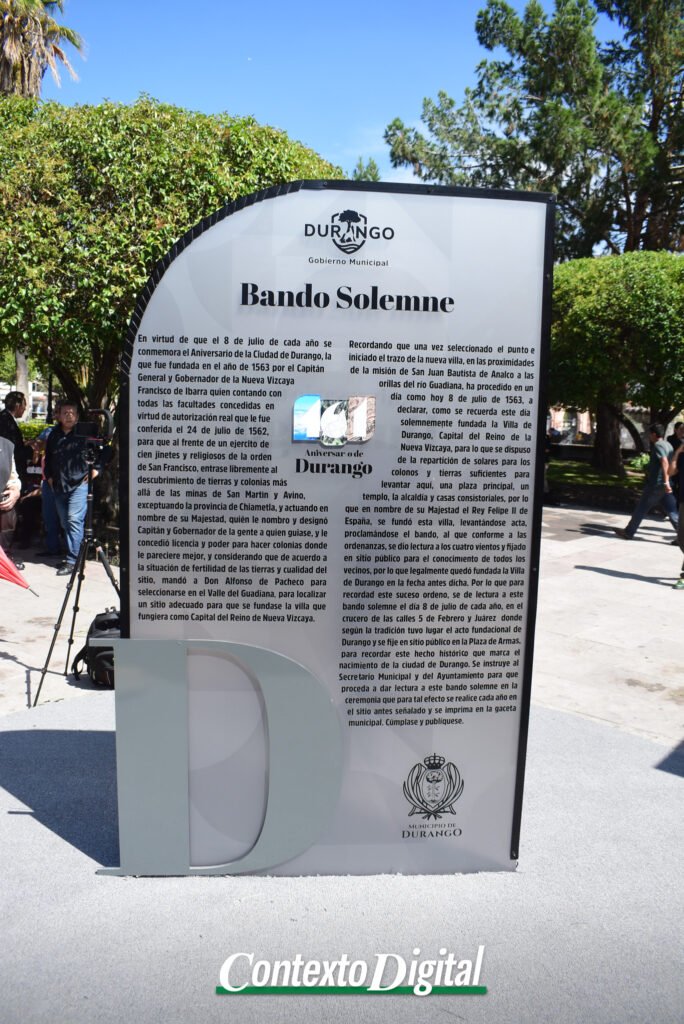 DURANGO
Gobierno Municipal
Bando Solemne
En virtud de que el 8 de julio de cada año se
conmemora el Aniversario de la Ciudad de Durango, la
que fue fundada en el año de 1563 por el Capitán
General y Gobernador de la Nueva Vizcaya
Francisco de Ibarra quien contando con
todas las facultades concedidas en
virtud de autorización real que le fue
conferida el 24 de julio de 1562,
para que al frente de un ejercito de
cien jinetes y religiosos de la orden
de San Francisco, entrase libremente al
descubrimiento de tierras y colonias más
allá de las minas de San Martín y Avino,
exceptuando la provincia de Chiametla, y actuando en
nombre de su Majestad, quién le nombro y designó
Capitán y Gobernador de la gente a quien guiase, y le
concedió licencia y poder para hacer colonias donde
le pareciere mejor, y considerando que de acuerdo a
la situación de fertilidad de las tierras y cualidad del
sitio, mandó a Don Alfonso de Pacheco para
seleccionarse en el Valle del Guadiana, para localizar
un sitio adecuado para que se fundase la villa que
fungiera como Capital del Reino de Nueva Vizcaya.
Aniversario de
Durango
Recordando que una vez seleccionado el punto e
iniciado el trazo de la nueva villa, en las proximidades
de la misión de San Juan Bautista de Analco a las
orillas del río Guadiana, ha procedido en un
día como hoy 8 de julio de 1563, a
declarar, como se recuerda este día
solemnemente fundada la Villa de
Durango, Capital del Reino de la
Nueva Vizcaya, para lo que se dispuso
de la repartición de solares para los
colonos y tierras suficientes para
levantar aquí, una plaza principal, un
templo, la alcaldía y casas consistoriales, por lo
que en nombre de su Majestad el Rey Felipe II de
España, se fundó esta villa, levantándose acta,
proclamándose el bando, al que conforme a las
ordenanzas, se dio lectura a los cuatro vientos y fijado
en sitio público para el conocimiento de todos los
vecinos, por lo que legalmente quedó fundada la Villa
de Durango en la fecha antes dicha. Por lo que para
recordad este suceso ordeno, se de lectura a este
bando solemne el día 8 de julio de cada año, en el
crucero de las calles 5 de Febrero y Juárez donde
según la tradición tuvo lugar el acto fundacional de
Durango y se fije en sitio público en la Plaza de Armas,
para recordar este hecho histórico que marca el
nacimiento de la ciudad de Durango. Se instruye al
Secretario Municipal y del Ayuntamiento para que
proceda a dar lectura a este bando solemne en la
ceremonia que para tal efecto se realice cada año en
el sitio antes señalado y se imprima en la gaceta
municipal. Cúmplase y publíquese.
D
MUNICIPIO DE
DURANGO
Contexto Digital